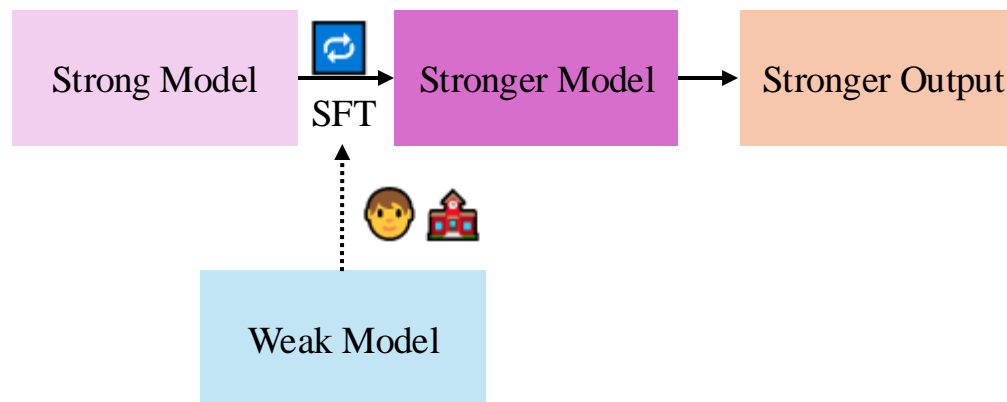 Strong Model
SFT
Stronger Model
Stronger Output
Weak Model